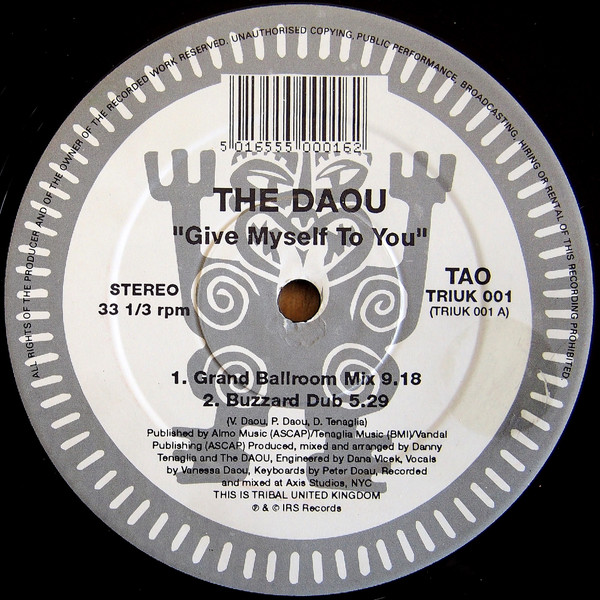 ALL RIGHTS OF THE PRODUCER AND OF THE OWNER OF THE RECORDED WORK RESERVED. UNAUTHORISED COPYING, PUBLIC PERFORMANCE, BROADCASTING, HIRING OR RENTAL OF THIS RECORDING PROHIBITED.
5 016555 000162
THE DAOU
"Give Myself To You"
STEREO
33 1/3 rpm
TAO
TRIUK 001
(TRIUK 001 A)
1. Grand Ballroom Mix 9.18
2. Buzzard Dub 5.29
(V. Daou, P. Daou, D. Tenaglia)
Published by Almo Music (ASCAP)/Tenaglia Music (BMI)/Vandal
Publishing (ASCAP) Produced, mixed and arranged by Danny
Tenaglia and The DAOU, Engineered by Dana Vlcek, Vocals
by Vanessa Daou, Keyboards by Peter Doau, Recorded
and mixed at Axis Studios, NYC
THIS IS TRIBAL UNITED KINGDOM
℗ & © IRS Records